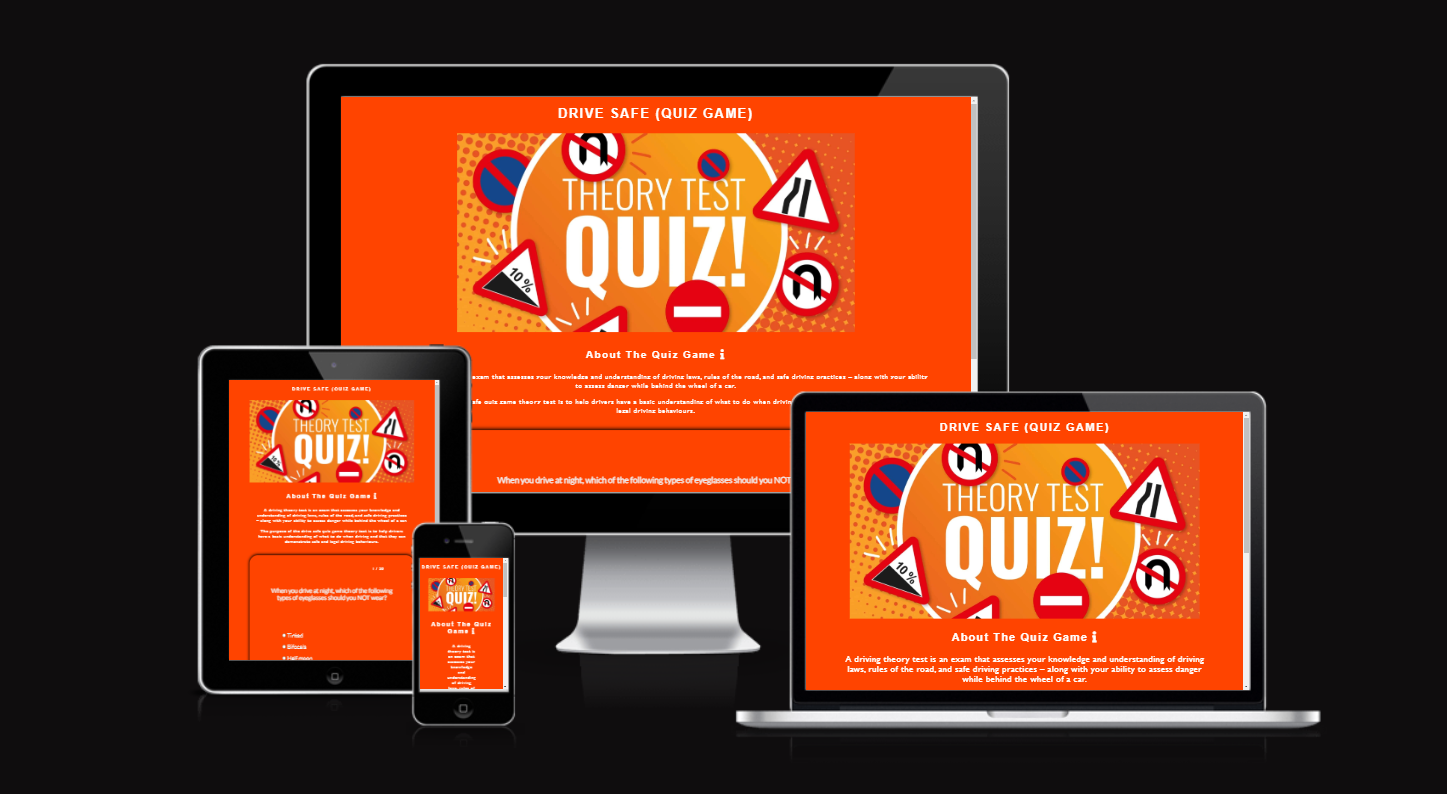 DRIVE SAFE (QUIZ GAME)
THEORY TEST
QUIZ!
10%
About The Quiz Game
exam that assesses your knowledge and understanding of driving laws, rules of the road, and safe driving practices – along with your ability
to assess danger while behind the wheel of a car.
afe quiz game theory test is to help drivers have a basic understanding of what to do when driving
legal driving behaviours.
When you drive at night, which of the following types of eyeglasses should you NOT
DRIVE SAFE (QUIZ GAME)
THEORY TEST
QUIZ!
10%
About The Quiz Game
A driving theory test is an exam that assesses your knowledge and
understanding of driving laws, rules of the road, and safe driving practices
– along with your ability to assess danger while behind the wheel of a car.
The purpose of the drive safe quiz game theory test is to help drivers
have a basic understanding of what to do when driving and that they can
demonstrate safe and legal driving behaviours.
When you drive at night, which of the following
types of eyeglasses should you NOT wear?
Tinted
Bifocals
Half-moon
DRIVE SAFE (QUIZ GAME)
THEORY TEST
QUIZ!
About The Quiz
Game
A driving
theory test is
an exam that
assesses your
knowledge
and
understanding
of driving
laws, rules of
DRIVE SAFE (QUIZ GAME)
THEORY TEST
QUIZ!
10%
About The Quiz Game
A driving theory test is an exam that assesses your knowledge and understanding of driving
laws, rules of the road, and safe driving practices – along with your ability to assess danger
while behind the wheel of a car.